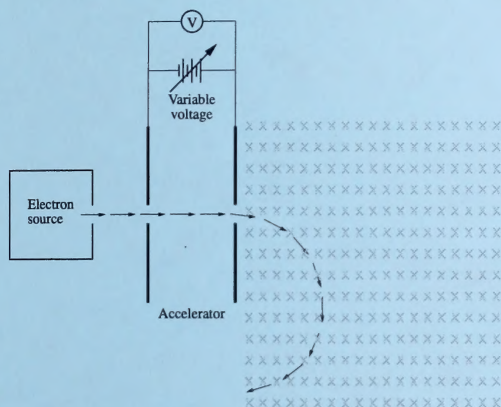 V
Variable
voltage
Electron
source
Accelerator